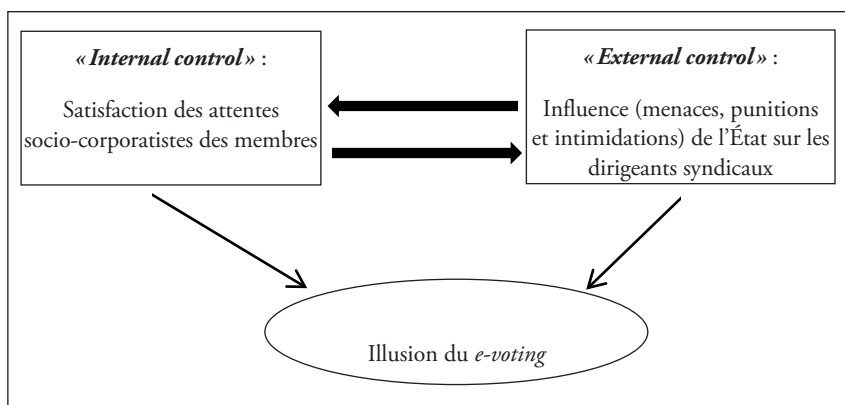 « Internal control » :
Satisfaction des attentes
socio-corporatistes des membres
« External control » :
Influence (menaces, punitions
et intimidations) de l’État sur les
dirigeants syndicaux
Illusion du e-voting